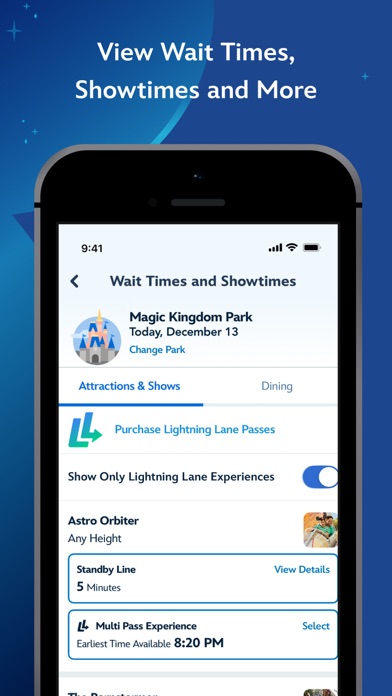 View Wait Times,
Showtimes and More
9:41
Wait Times and Showtimes
Magic Kingdom Park
Today, December 13
Change Park
Attractions & Shows
Dining
Purchase Lightning Lane Passes
Show Only Lightning Lane Experiences
Astro Orbiter
Any Height
Standby Line
View Details
5 Minutes
Multi Pass Experience
Select
Earliest Time Available 8:20 PM
The Barnstormer